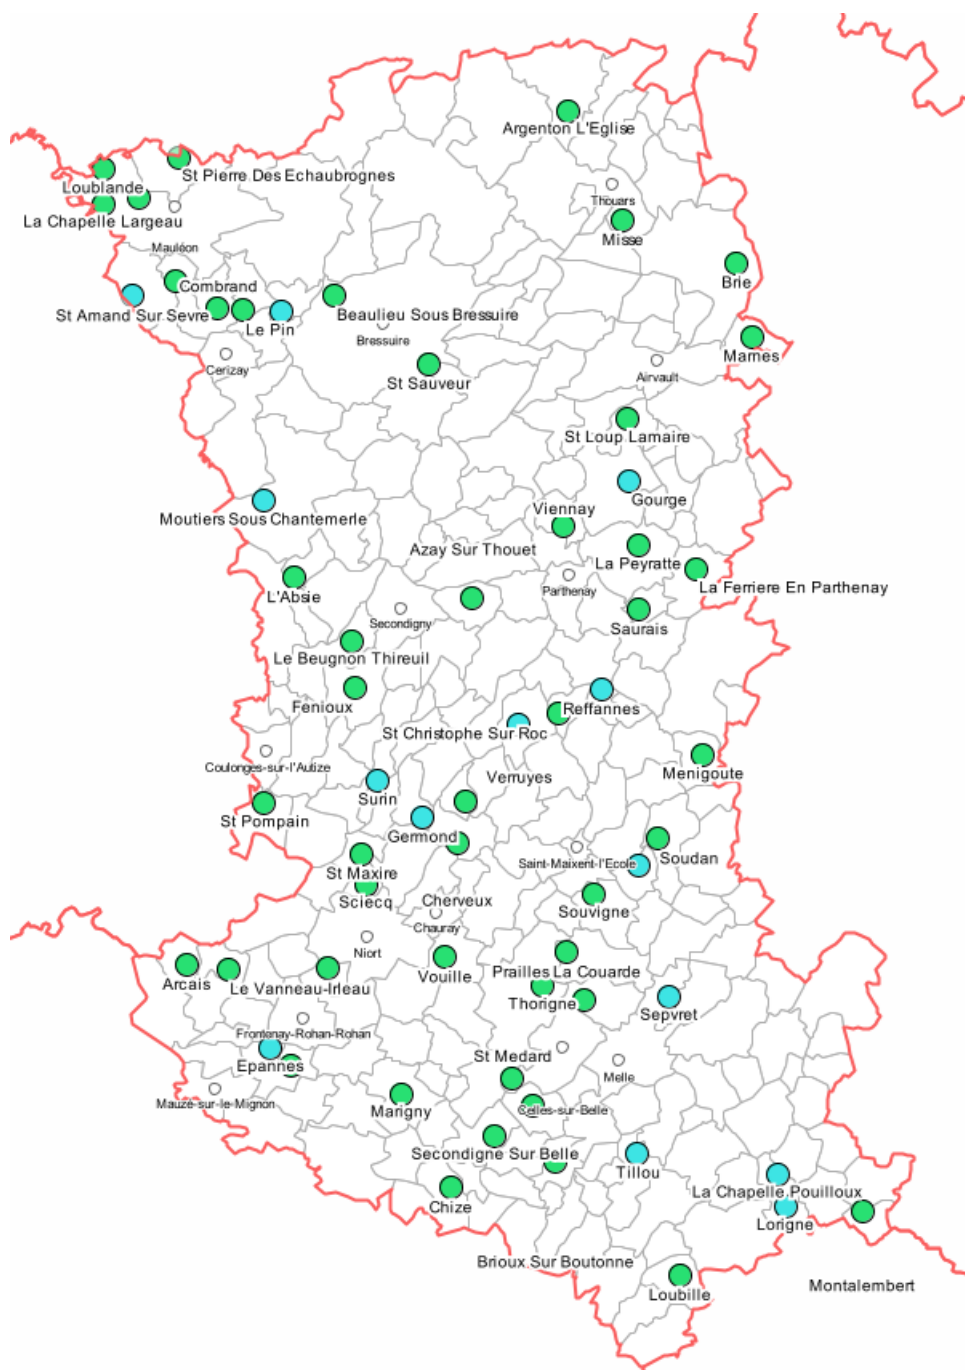 Argenton L'Eglise
St Pierre Des Echaubrognes
Loublande
Thouars
La Chapelle Largeau
Misse
Mauléon
Brie
Combrand
St Amand Sur Sevre
Beaulieu Sous Bressuire
Le Pin
Bressuire
Marnes
Cerizay
Airvault
St Sauveur
St Loup Lamaire
Gourge
Viennay
Moutiers Sous Chantemerle
Azay Sur Thouet
La Peyratte
La Ferriere En Parthenay
Parthenay
L'Absie
Secondigny
Saurais
Le Beugnon Thireuil
Fenioux
Reffannes
St Christophe Sur Roc
Coulonges-sur-l'Autize
Menigoute
Verruyes
Surin
St Pompain
Germond
Saint-Maixent-l'Ecole
Soudan
St Maxire
Sciecq
Cherveux
Souvigne
Chauray
Niort
Prailles La Couarde
Vouille
Arcais
Le Vanneau-Irleau
Thorigne
Sepvret
Frontenay-Rohan-Rohan
St Medard
Epannes
Melle
Mauzé-sur-le-Mignon
Marigny
Celles-sur-Belle
Secondigne Sur Belle
Tillou
La Chapelle Pouilloux
Chize
Lorigne
Brioux Sur Boutonne
Montalembert
Loubille